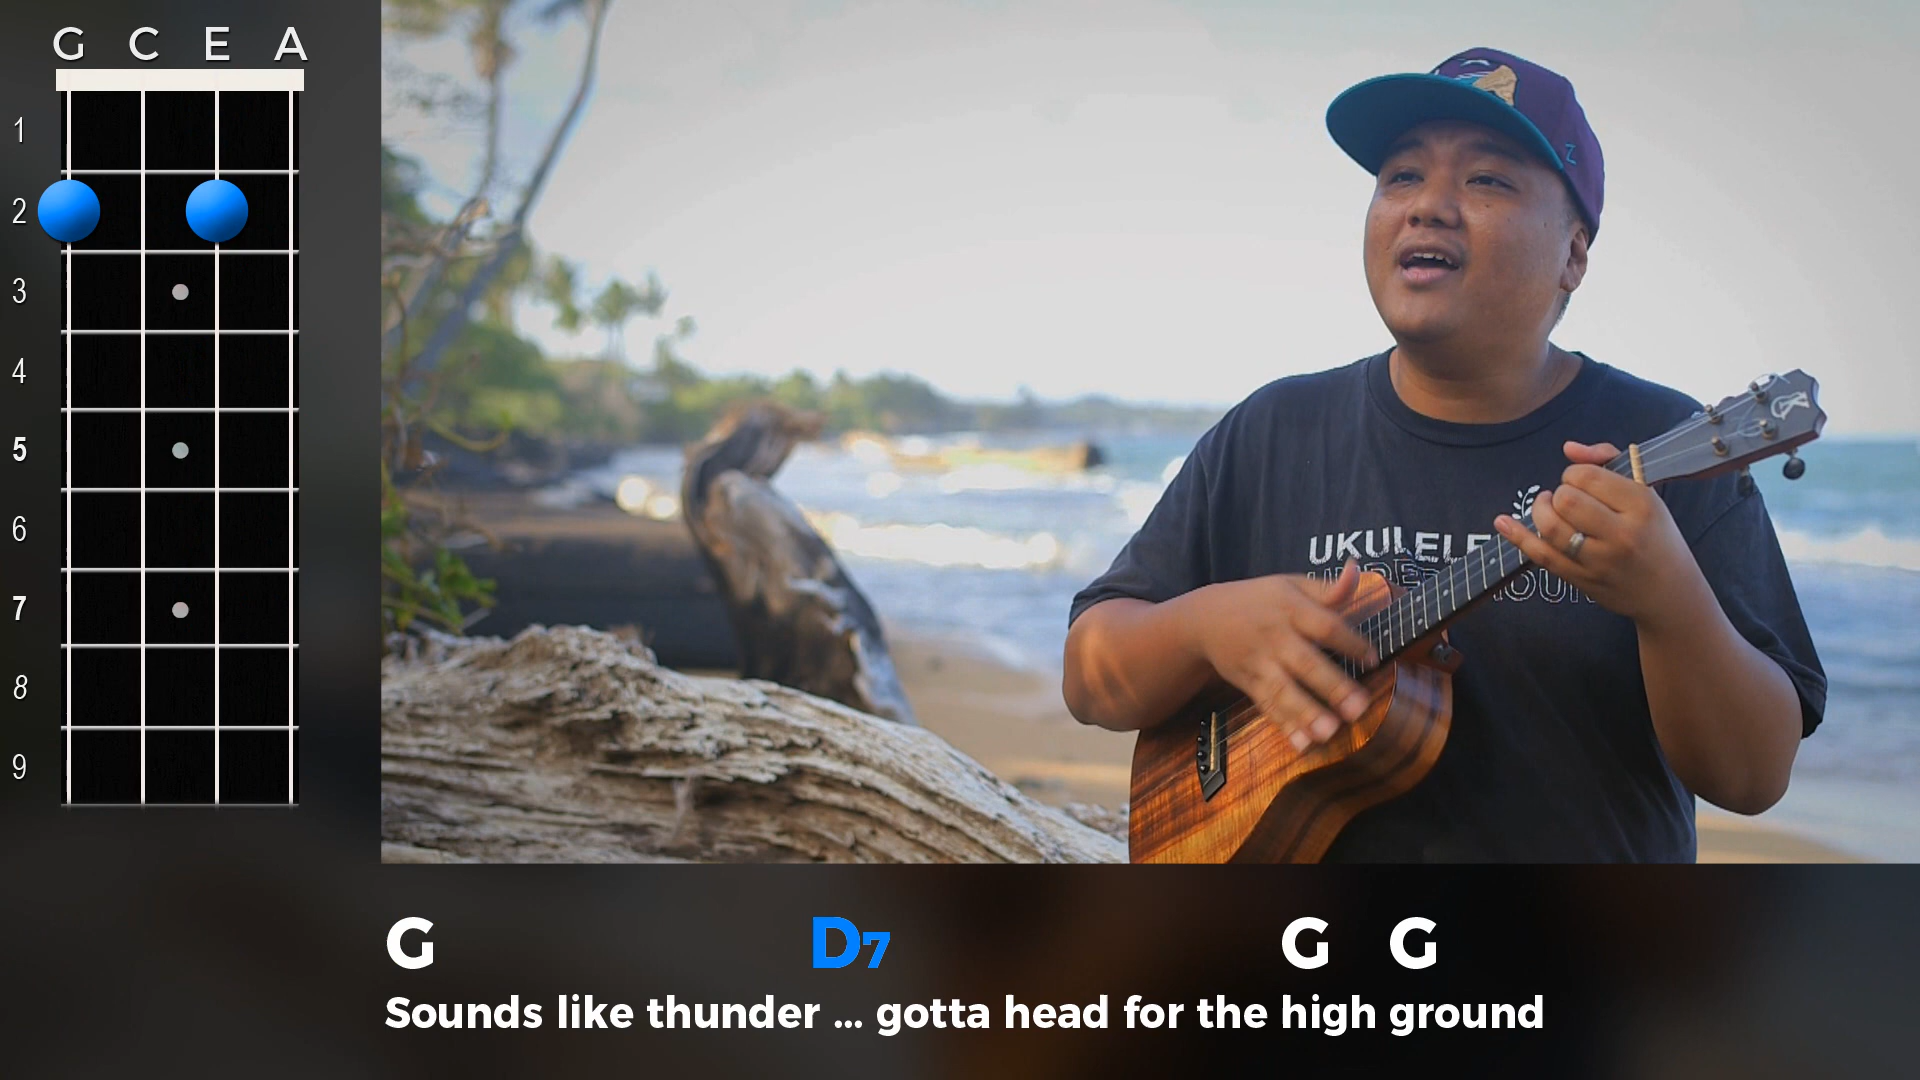 G C E A
1
2
3
4
5
6
7
8
9
UKULELE
UNDERGROUND
G D7 G G
Sounds like thunder ... gotta head for the high ground